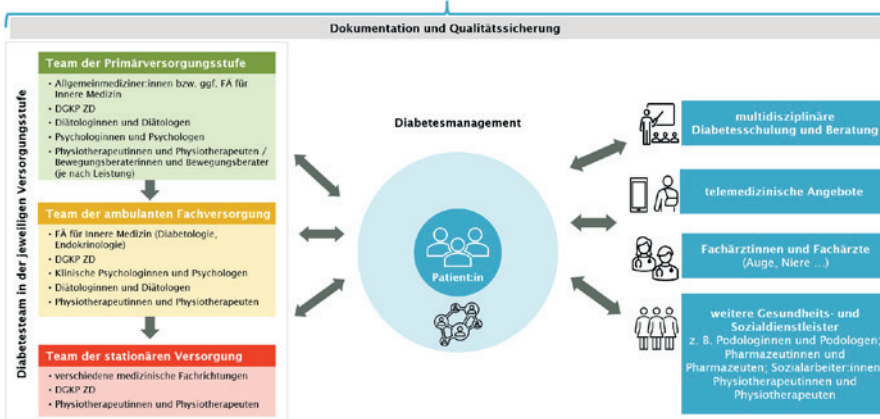 Dokumentation und Qualitätssicherung
Diabetesteam in der jeweiligen Versorgungsstufe
Team der Primärversorgungsstufe
• Allgemeinmediziner:innen bzw. ggf. FÄ für
Innere Medizin
• DGKP ZD
• Diätologinnen und Diätologen
• Psychologinnen und Psychologen
• Physiotherapeutinnen und Physiotherapeuten /
Bewegungsberaterinnen und Bewegungsberater
(je nach Leistung)
Team der ambulanten Fachversorgung
• FÄ für Innere Medizin (Diabetologie,
Endokrinologie)
• DGKP ZD
• Klinische Psychologinnen und Psychologen
• Diätologinnen und Diätologen
• Physiotherapeutinnen und Physiotherapeuten
Team der stationären Versorgung
• verschiedene medizinische Fachrichtungen
• DGKP ZD
• Physiotherapeutinnen und Physiotherapeuten
Diabetesmanagement
Patient:in
multidisziplinäre
Diabetesschulung und Beratung
telemedizinische Angebote
Fachärztinnen und Fachärzte
(Auge, Niere ...)
weitere Gesundheits- und
Sozialdienstleister
z. B. Podologinnen und Podologen;
Pharmazeutinnen und
Pharmazeuten; Sozialarbeiter:innen
Physiotherapeutinnen und
Physiotherapeuten